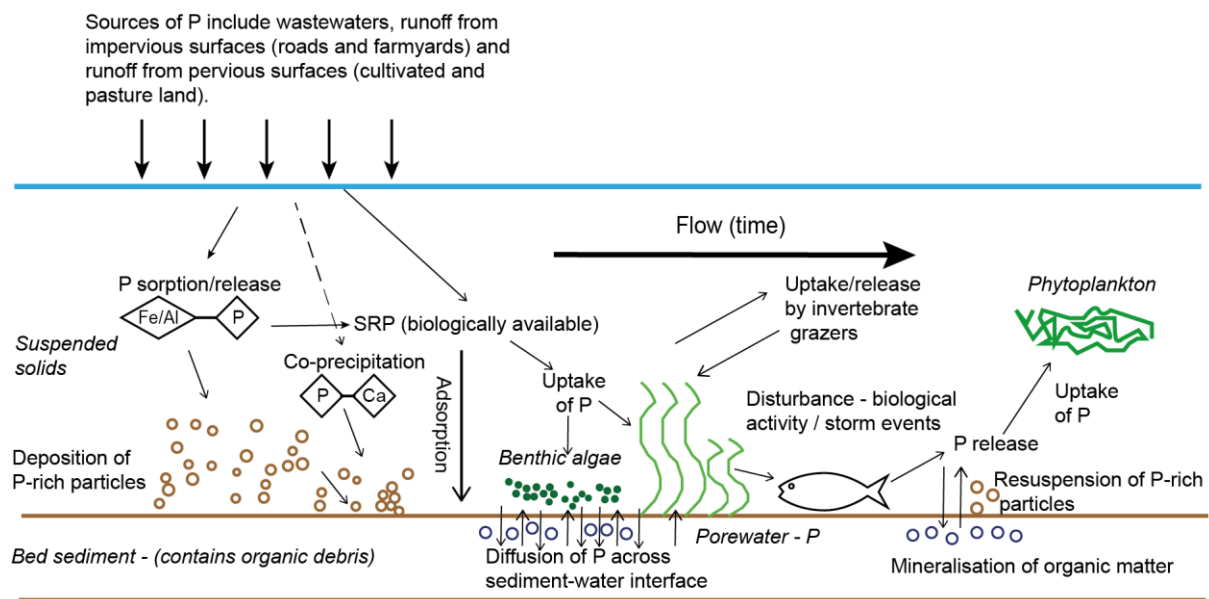 Sources of P include wastewaters, runoff from
impervious surfaces (roads and farmyards) and
runoff from pervious surfaces (cultivated and
pasture land).
Flow (time)
P sorption/release
Fe/Al
P
SRP (biologically available)
Suspended
solids
Co-precipitation
P
Ca
Adsorption
Uptake
of P
Uptake/release
by invertebrate
grazers
Phytoplankton
Uptake
of P
Disturbance - biological
activity / storm events
P release
Deposition of
P-rich particles
Benthic algae
Resuspension of P-rich
particles
Bed sediment - (contains organic debris)
Diffusion of P across
sediment-water interface
Porewater - P
Mineralisation of organic matter